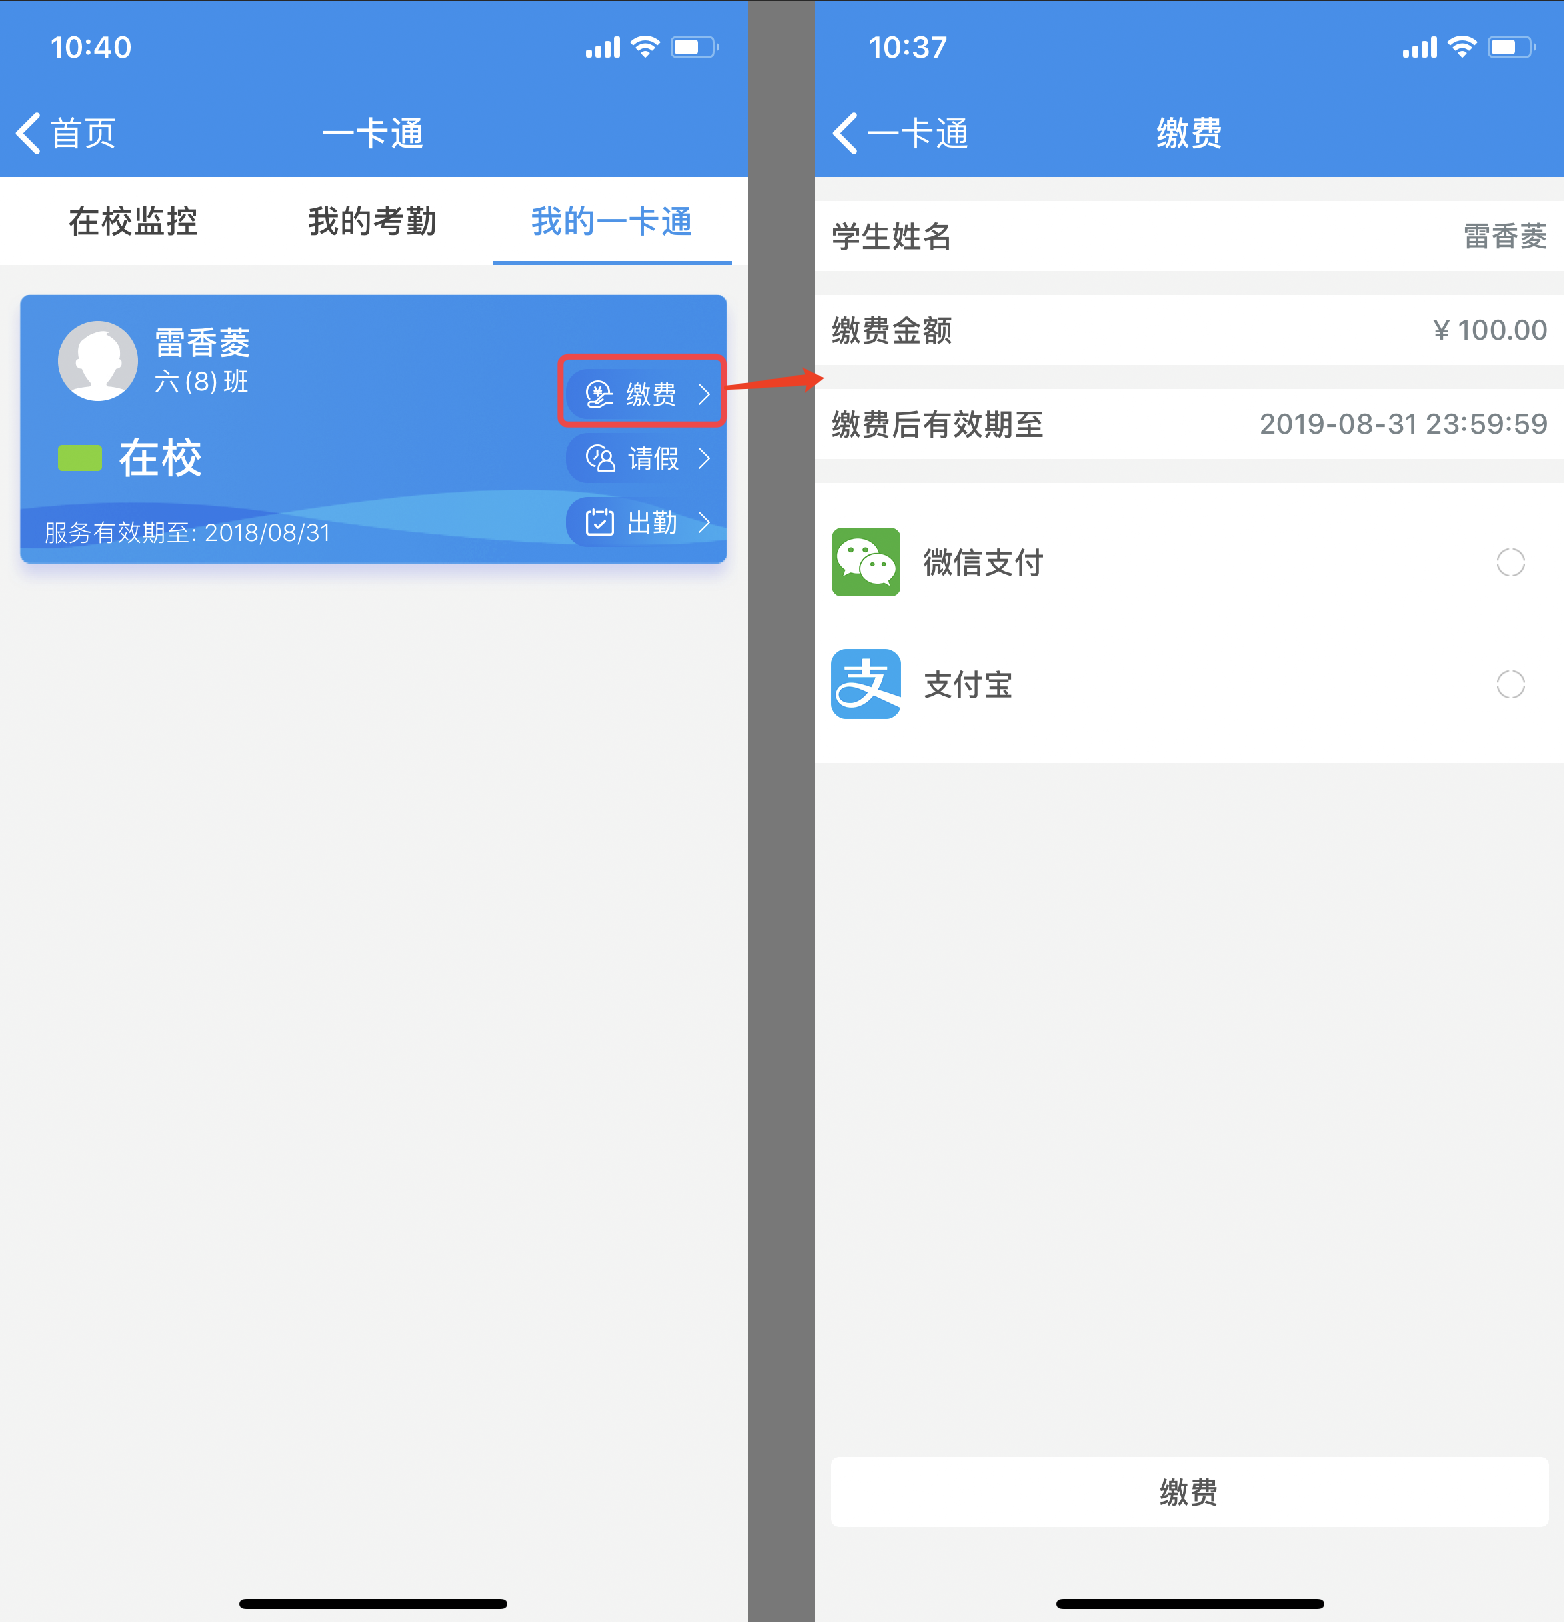 10:40
首页
一卡通
在校监控
我的考勤
我的一卡通
雷香菱
六(8)班
缴费
在校
请假
服务有效期至: 2018/08/31
出勤
10:37
一卡通
缴费
学生姓名 雷香菱
缴费金额 ¥ 100.00
缴费后有效期至 2019-08-31 23:59:59
微信支付
支 支付宝
缴费